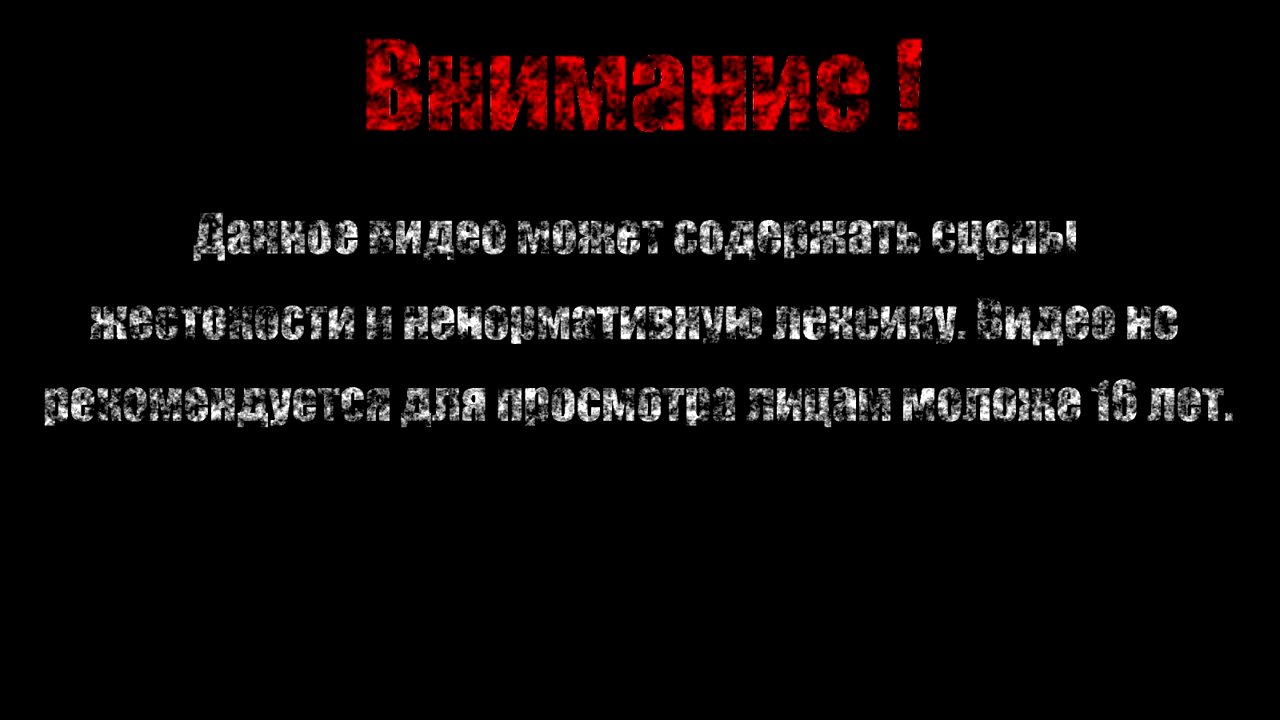 Внимание !
Данное видео может содержать сцены
жестокости и ненормативную лексику. Видео не
рекомендуется для просмотра лицам моложе 16 лет.